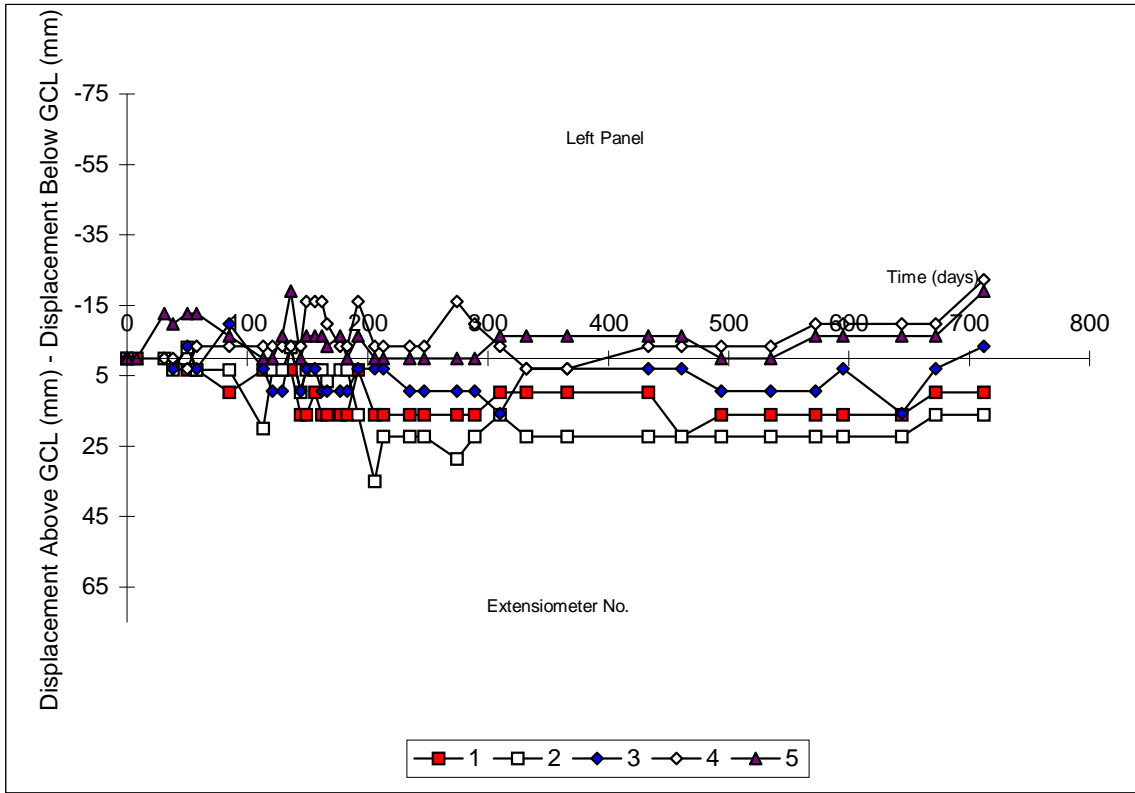 Displacement Above GCL (mm) - Displacement Below GCL (mm)
-75
-55
-35
-15
5
25
45
65
Left Panel
Time (days)
0 100 200 300 400 500 600 700 800
Extensiometer No.
1 2 3 4 5